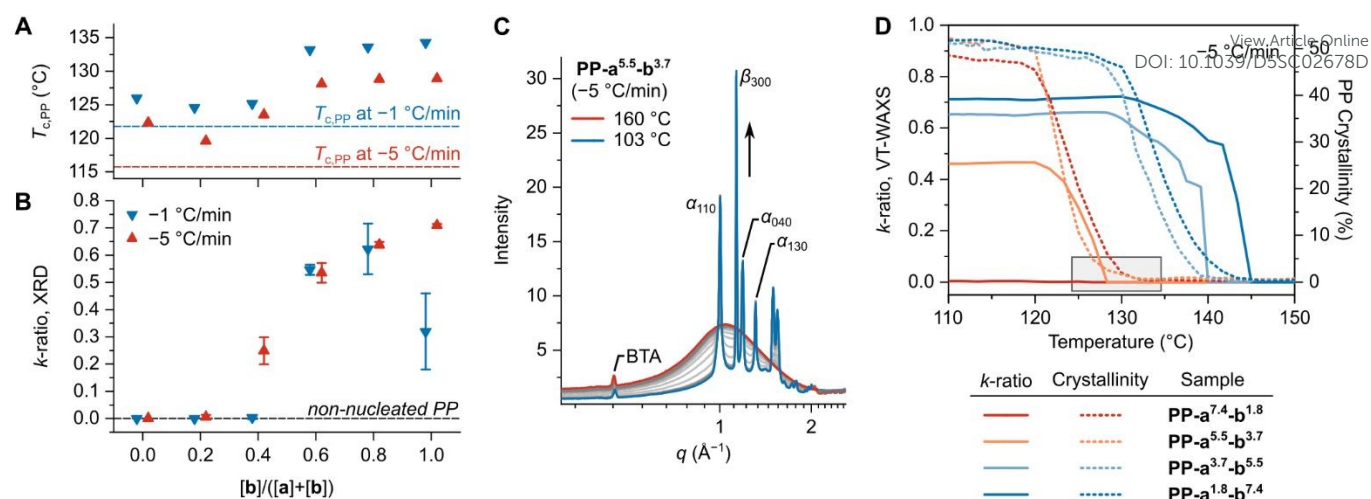 A
135
130
125
120
115
T_c,PP (°C)
T_c,PP at −1 °C/min
T_c,PP at −5 °C/min
B
0.8
0.7
0.6
0.5
0.4
0.3
0.2
0.1
0.0
k-ratio, XRD
−1 °C/min
−5 °C/min
non-nucleated PP
0.0 0.2 0.4 0.6 0.8 1.0
[b]/([a]+[b])
C
30
25
20
15
10
5
Intensity
PP-a^5.5-b^3.7
(−5 °C/min)
160 °C
103 °C
β300
α110
α040
α130
BTA
1 2
q (Å−1)
D
View Article Online
DOI: 10.1039/D5SC02678D
−5 °C/min
1.0
0.8
0.6
0.4
0.2
0.0
k-ratio, VT-WAXS
50
40
30
20
10
0
PP Crystallinity (%)
110 120 130 140 150
Temperature (°C)
k-ratio Crystallinity Sample
PP-a^7.4-b^1.8
PP-a^5.5-b^3.7
PP-a^3.7-b^5.5
PP-a^1.8-b^7.4